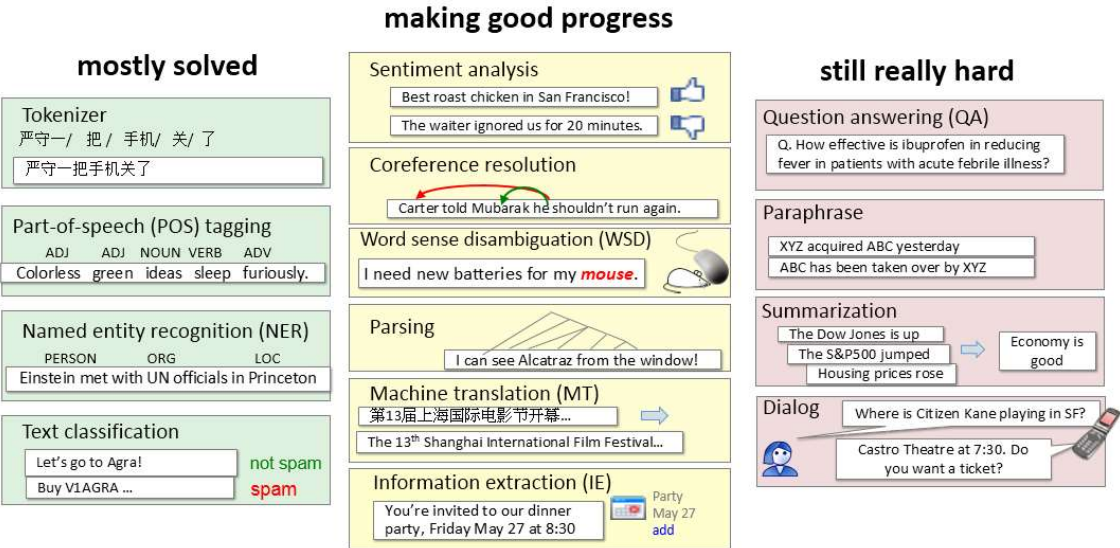 making good progress
mostly solved
still really hard
Tokenizer
严守一/ 把 / 手机/ 关/ 了
严守一把手机关了
Part-of-speech (POS) tagging
ADJ ADJ NOUN VERB ADV
Colorless green ideas sleep furiously.
Named entity recognition (NER)
PERSON ORG LOC
Einstein met with UN officials in Princeton
Text classification
Let's go to Agra!
not spam
Buy V1AGRA ...
spam
Sentiment analysis
Best roast chicken in San Francisco!
The waiter ignored us for 20 minutes.
Coreference resolution
Carter told Mubarak he shouldn't run again.
Word sense disambiguation (WSD)
I need new batteries for my mouse.
Parsing
I can see Alcatraz from the window!
Machine translation (MT)
第13届上海国际电影节开幕...
The 13th Shanghai International Film Festival...
Information extraction (IE)
You're invited to our dinner
party, Friday May 27 at 8:30
Party
May 27
add
Question answering (QA)
Q. How effective is ibuprofen in reducing
fever in patients with acute febrile illness?
Paraphrase
XYZ acquired ABC yesterday
ABC has been taken over by XYZ
Summarization
The Dow Jones is up
The S&P500 jumped
Housing prices rose
Economy is
good
Dialog
Where is Citizen Kane playing in SF?
Castro Theatre at 7:30. Do
you want a ticket?